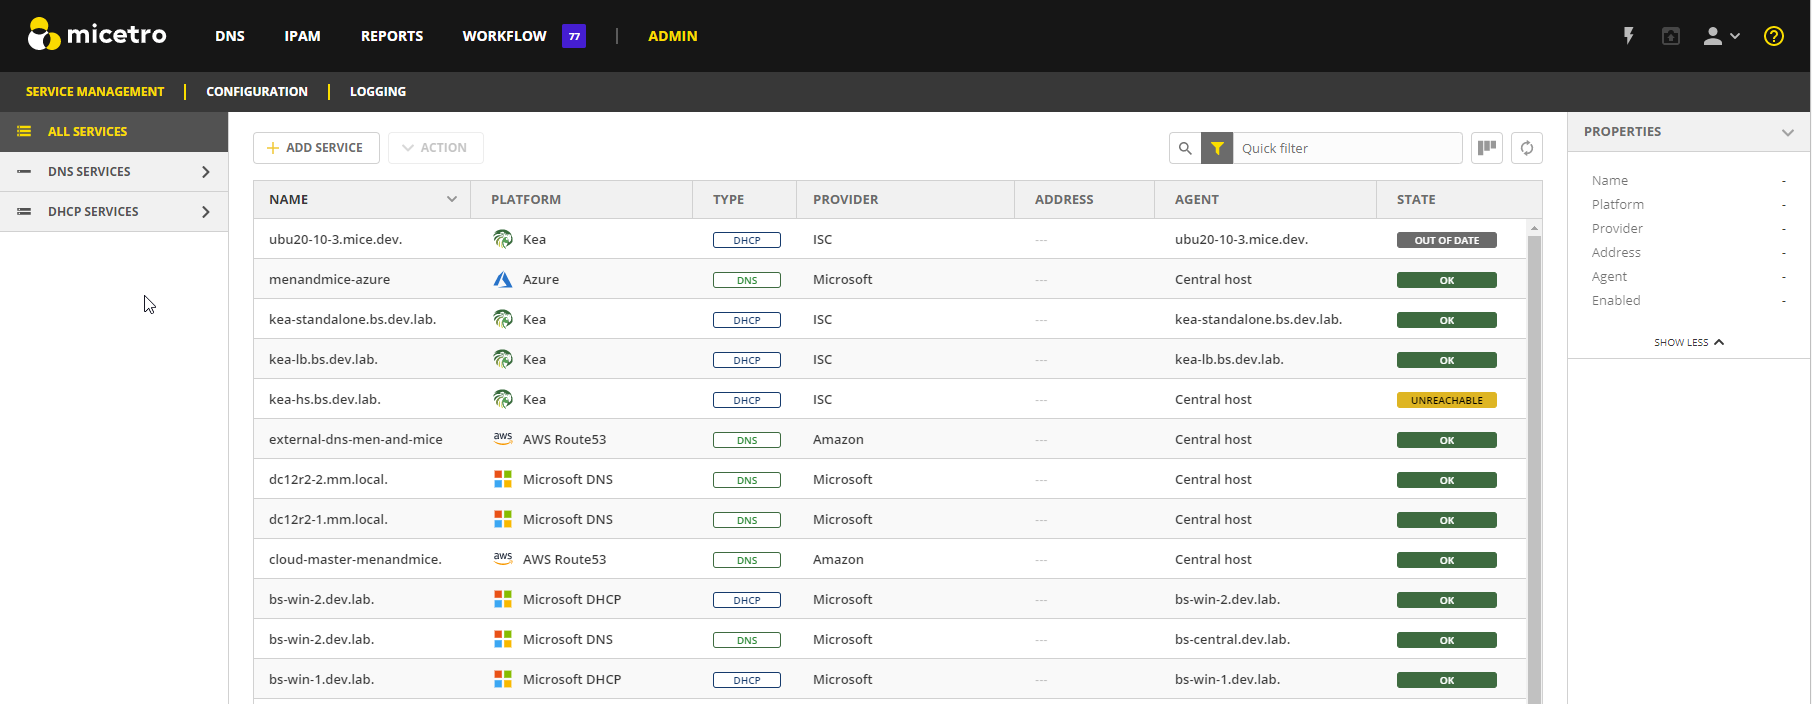 micetro DNS IPAM REPORTS WORKFLOW 77 ADMIN
SERVICE MANAGEMENT CONFIGURATION LOGGING
ALL SERVICES
DNS SERVICES
DHCP SERVICES
ADD SERVICE ACTION Quick filter
NAME PLATFORM TYPE PROVIDER ADDRESS AGENT STATE
ubu20-10-3.mice.dev. Kea DHCP ISC --- ubu20-10-3.mice.dev. OUT OF DATE
menandmice-azure Azure DNS Microsoft --- Central host OK
kea-standalone.bs.dev.lab. Kea DHCP ISC --- kea-standalone.bs.dev.lab. OK
kea-lb.bs.dev.lab. Kea DHCP ISC --- kea-lb.bs.dev.lab. OK
kea-hs.bs.dev.lab. Kea DHCP ISC --- Central host UNREACHABLE
external-dns-men-and-mice aws AWS Route53 DNS Amazon --- Central host OK
dc12r2-2.mm.local. Microsoft DNS DNS Microsoft --- Central host OK
dc12r2-1.mm.local. Microsoft DNS DNS Microsoft --- Central host OK
cloud-master-menandmice. aws AWS Route53 DNS Amazon --- Central host OK
bs-win-2.dev.lab. Microsoft DHCP DHCP Microsoft --- bs-win-2.dev.lab. OK
bs-win-2.dev.lab. Microsoft DNS DNS Microsoft --- bs-central.dev.lab. OK
bs-win-1.dev.lab. Microsoft DHCP DHCP Microsoft --- bs-win-1.dev.lab. OK
PROPERTIES
Name -
Platform -
Provider -
Address -
Agent -
Enabled -
SHOW LESS